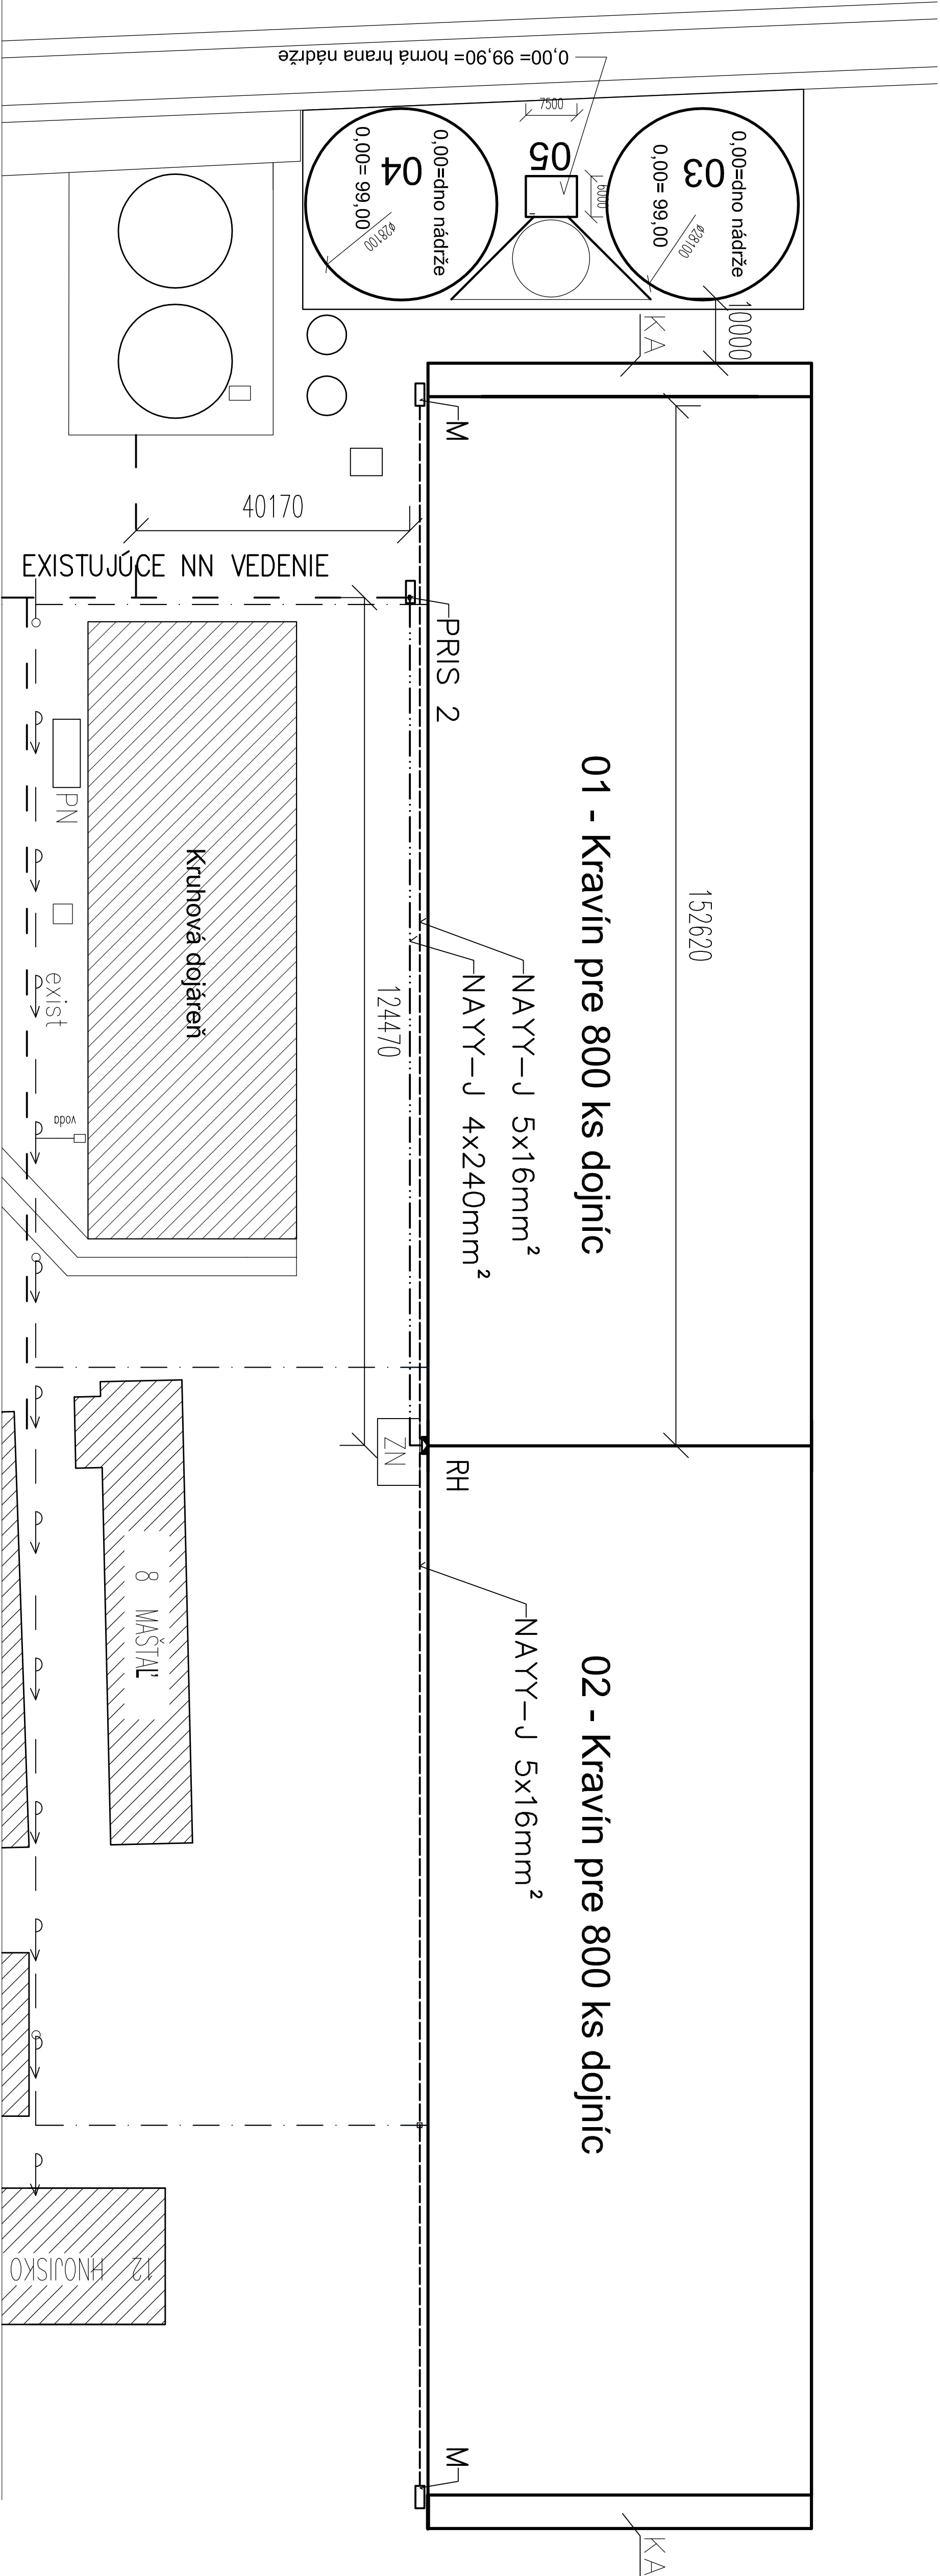 0,00= 99,90= horná hrana nádrže
7500
05
6000
03
0,00=dno nádrže
0,00= 99,00
ø28100
04
0,00=dno nádrže
0,00= 99,00
ø28100
10000
KA
M
40170
EXISTUJÚCE NN VEDENIE
PRIS 2
01 - Kravín pre 800 ks dojníc
152620
NAYY-J 5x16mm²
NAYY-J 4x240mm²
124470
Kruhová dojáreň
PN
exist
voda
ZN
RH
8 MAŠTAĽ
02 - Kravín pre 800 ks dojníc
NAYY-J 5x16mm²
12 HNOJISKO
M
KA